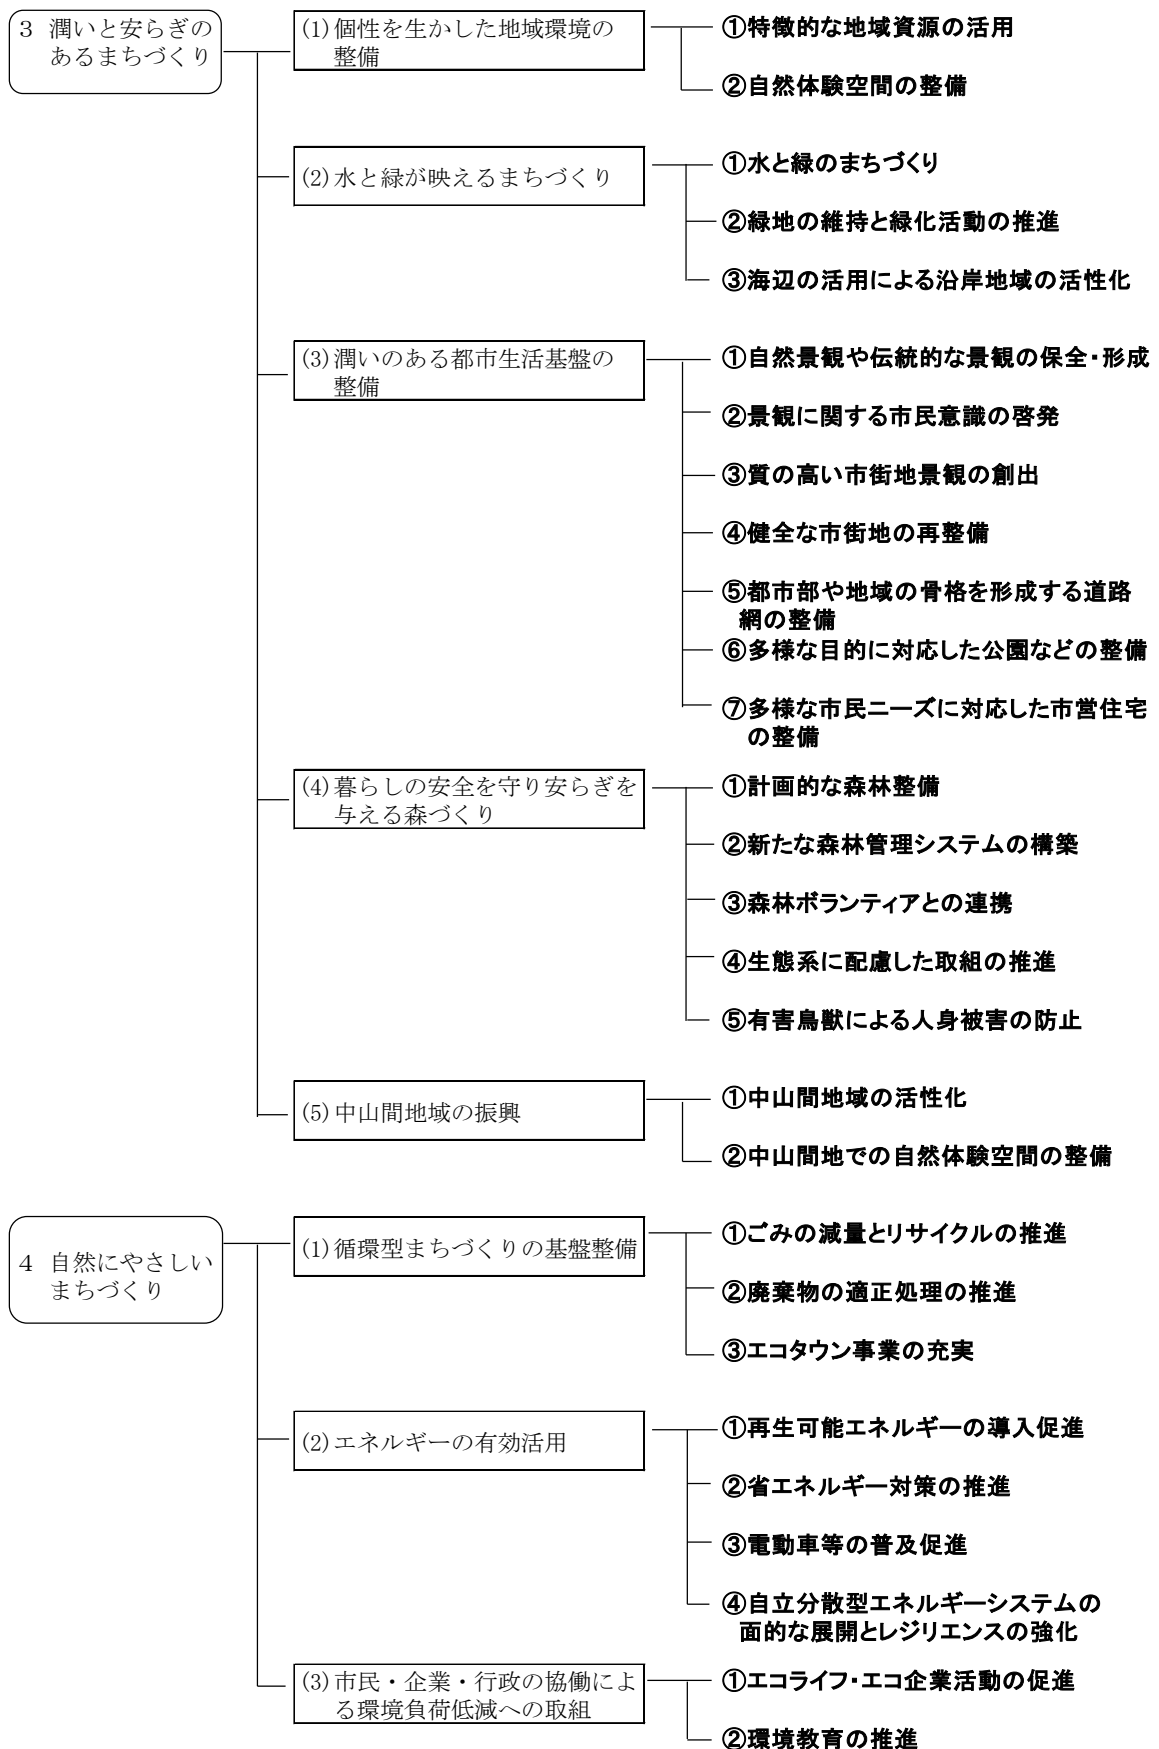 3 潤いと安らぎの
あるまちづくり
(1)個性を生かした地域環境の
整備
①特徴的な地域資源の活用
②自然体験空間の整備
(2)水と緑が映えるまちづくり
①水と緑のまちづくり
②緑地の維持と緑化活動の推進
③海辺の活用による沿岸地域の活性化
(3)潤いのある都市生活基盤の
整備
①自然景観や伝統的な景観の保全・形成
②景観に関する市民意識の啓発
③質の高い市街地景観の創出
④健全な市街地の再整備
⑤都市部や地域の骨格を形成する道路
網の整備
⑥多様な目的に対応した公園などの整備
⑦多様な市民ニーズに対応した市営住宅
の整備
(4)暮らしの安全を守り安らぎを
与える森づくり
①計画的な森林整備
②新たな森林管理システムの構築
③森林ボランティアとの連携
④生態系に配慮した取組の推進
⑤有害鳥獣による人身被害の防止
(5)中山間地域の振興
①中山間地域の活性化
②中山間地での自然体験空間の整備
4 自然にやさしい
まちづくり
(1)循環型まちづくりの基盤整備
①ごみの減量とリサイクルの推進
②廃棄物の適正処理の推進
③エコタウン事業の充実
(2)エネルギーの有効活用
①再生可能エネルギーの導入促進
②省エネルギー対策の推進
③電動車等の普及促進
④自立分散型エネルギーシステムの
面的な展開とレジリエンスの強化
(3)市民・企業・行政の協働によ
る環境負荷低減への取組
①エコライフ・エコ企業活動の促進
②環境教育の推進